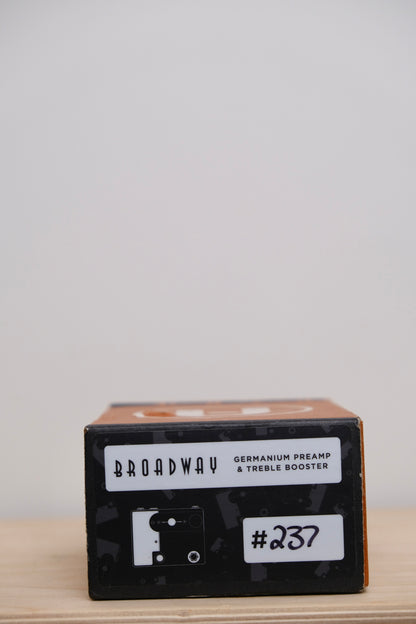 BROADWAY
GERMANIUM PREAMP
& TREBLE BOOSTER
#237